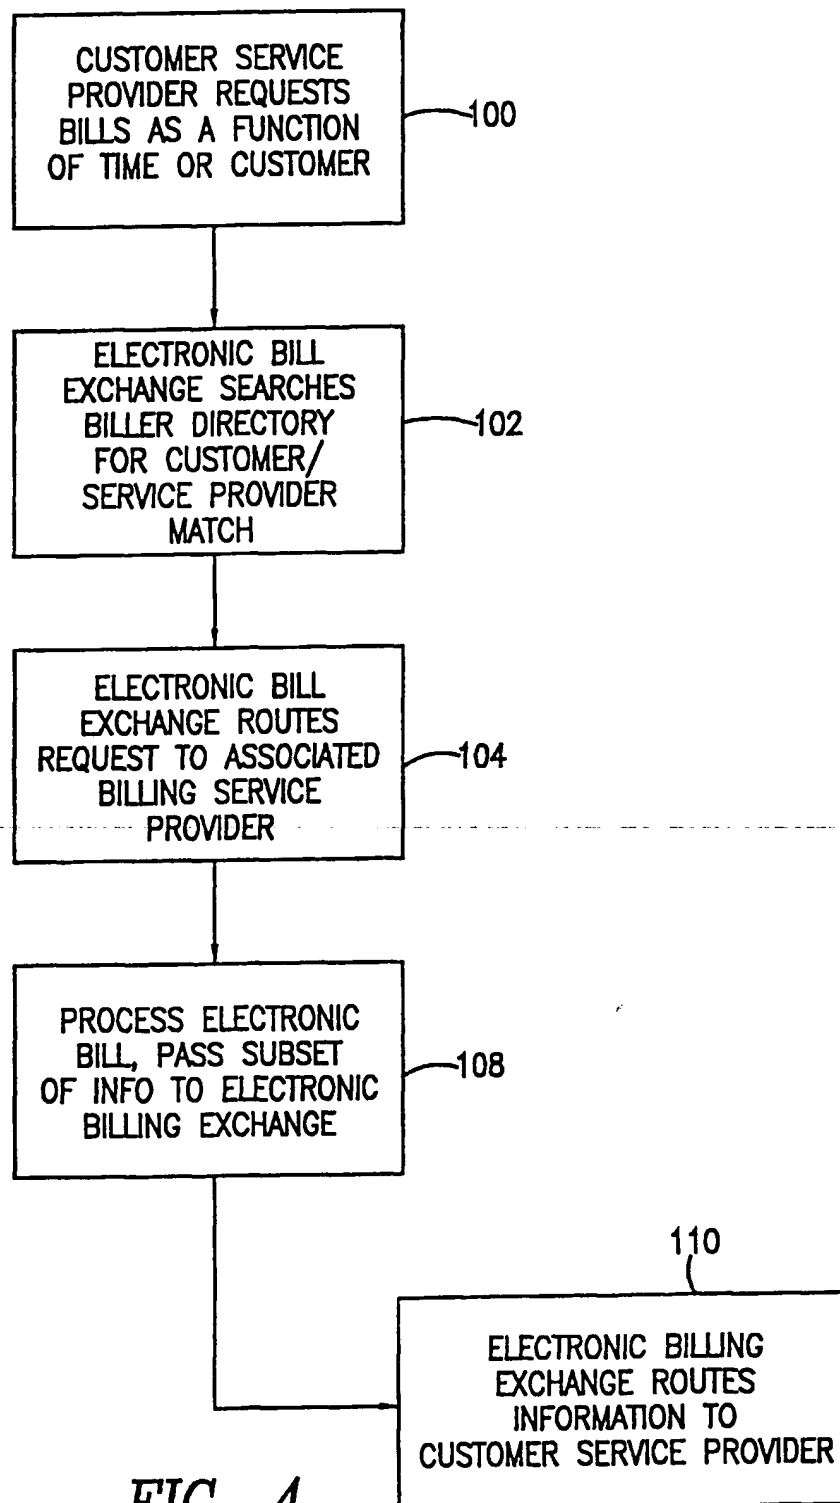 CUSTOMER SERVICE
PROVIDER REQUESTS
BILLS AS A FUNCTION
OF TIME OR CUSTOMER
100
ELECTRONIC BILL
EXCHANGE SEARCHES
BILLER DIRECTORY
FOR CUSTOMER/
SERVICE PROVIDER
MATCH
102
ELECTRONIC BILL
EXCHANGE ROUTES
REQUEST TO ASSOCIATED
BILLING SERVICE
PROVIDER
104
PROCESS ELECTRONIC
BILL, PASS SUBSET
OF INFO TO ELECTRONIC
BILLING EXCHANGE
108
110
ELECTRONIC BILLING
EXCHANGE ROUTES
INFORMATION TO
CUSTOMER SERVICE PROVIDER
FIG. 4